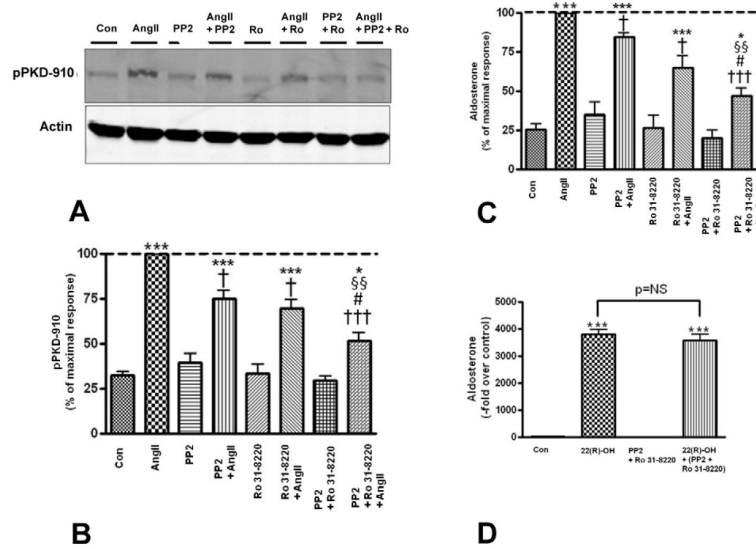 Con AngII PP2 AngII + PP2 Ro AngII + Ro PP2 + Ro AngII + PP2 + Ro
pPKD-910
Actin
A
pPKD-910
(% of maximal response)
100
75
50
25
0
***
***
†
***
†
*
§§
#
†††
Con
AngII
PP2
PP2
+ AngII
Ro 31-8220
Ro 31-8220
+ AngII
PP2
+ Ro 31-8220
PP2
+ Ro 31-8220
+ AngII
B
Aldosterone
(% of maximal response)
100
75
50
25
0
***
***
†
***
†
*
§§
#
†††
Con
AngII
PP2
PP2
+ AngII
Ro 31-8220
Ro 31-8220
+ AngII
PP2
+ Ro 31-8220
PP2
+ Ro 31-8220
+ AngII
C
Aldosterone
(-fold over control)
5000
4000
3000
2000
1000
0
p=NS
***
***
Con
22(R)-OH
PP2
+ Ro 31-8220
22(R)-OH
+ (PP2 +
Ro 31-8220)
D